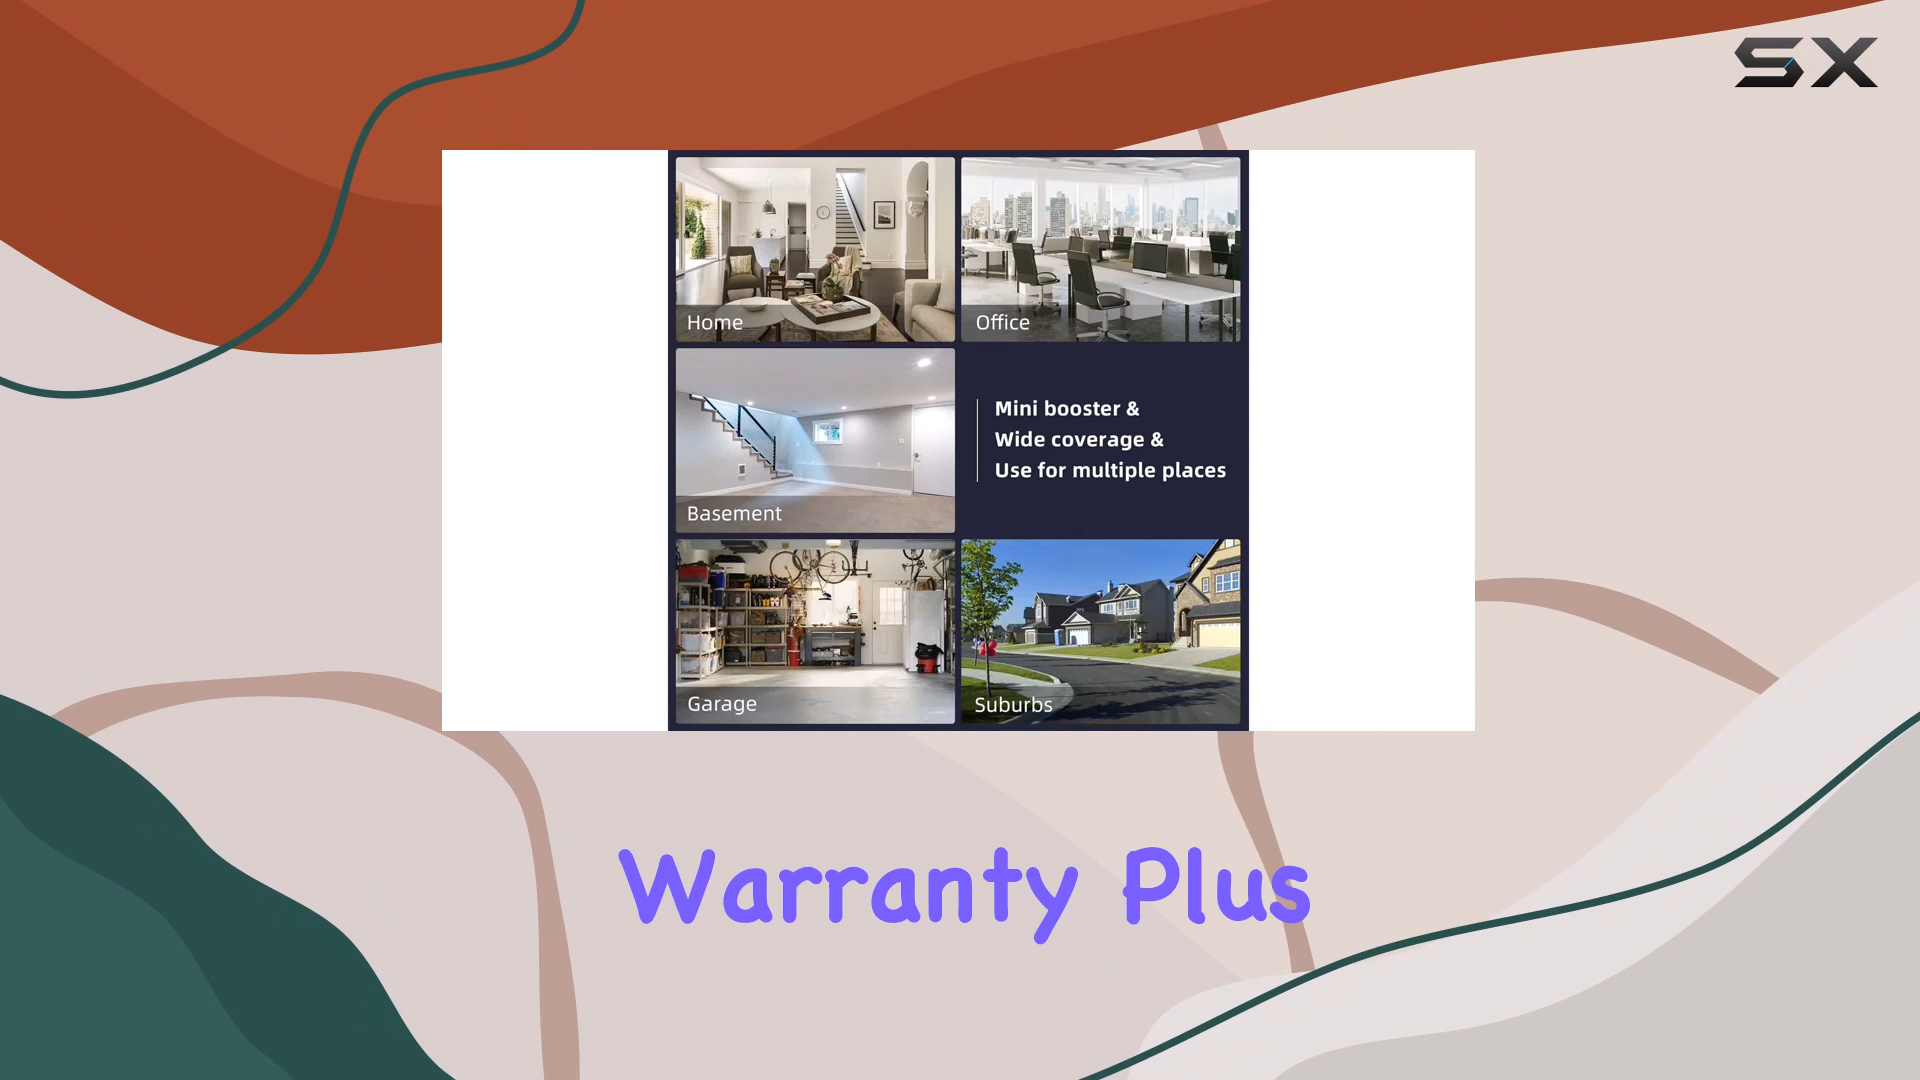 SX
Home
Office
Mini booster &
Wide coverage &
Use for multiple places
Basement
Garage
Suburbs
Warranty Plus